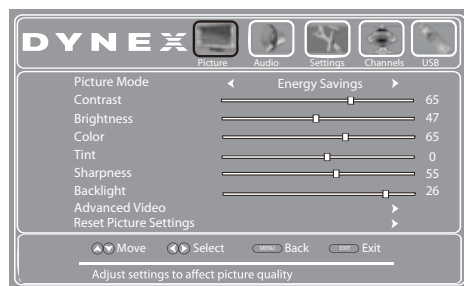 DYNEX
Picture Audio Settings Channels USB
Picture Mode Energy Savings
Contrast 65
Brightness 47
Color 65
Tint 0
Sharpness 55
Backlight 26
Advanced Video
Reset Picture Settings
Move Select MENU Back EXIT Exit
Adjust settings to affect picture quality